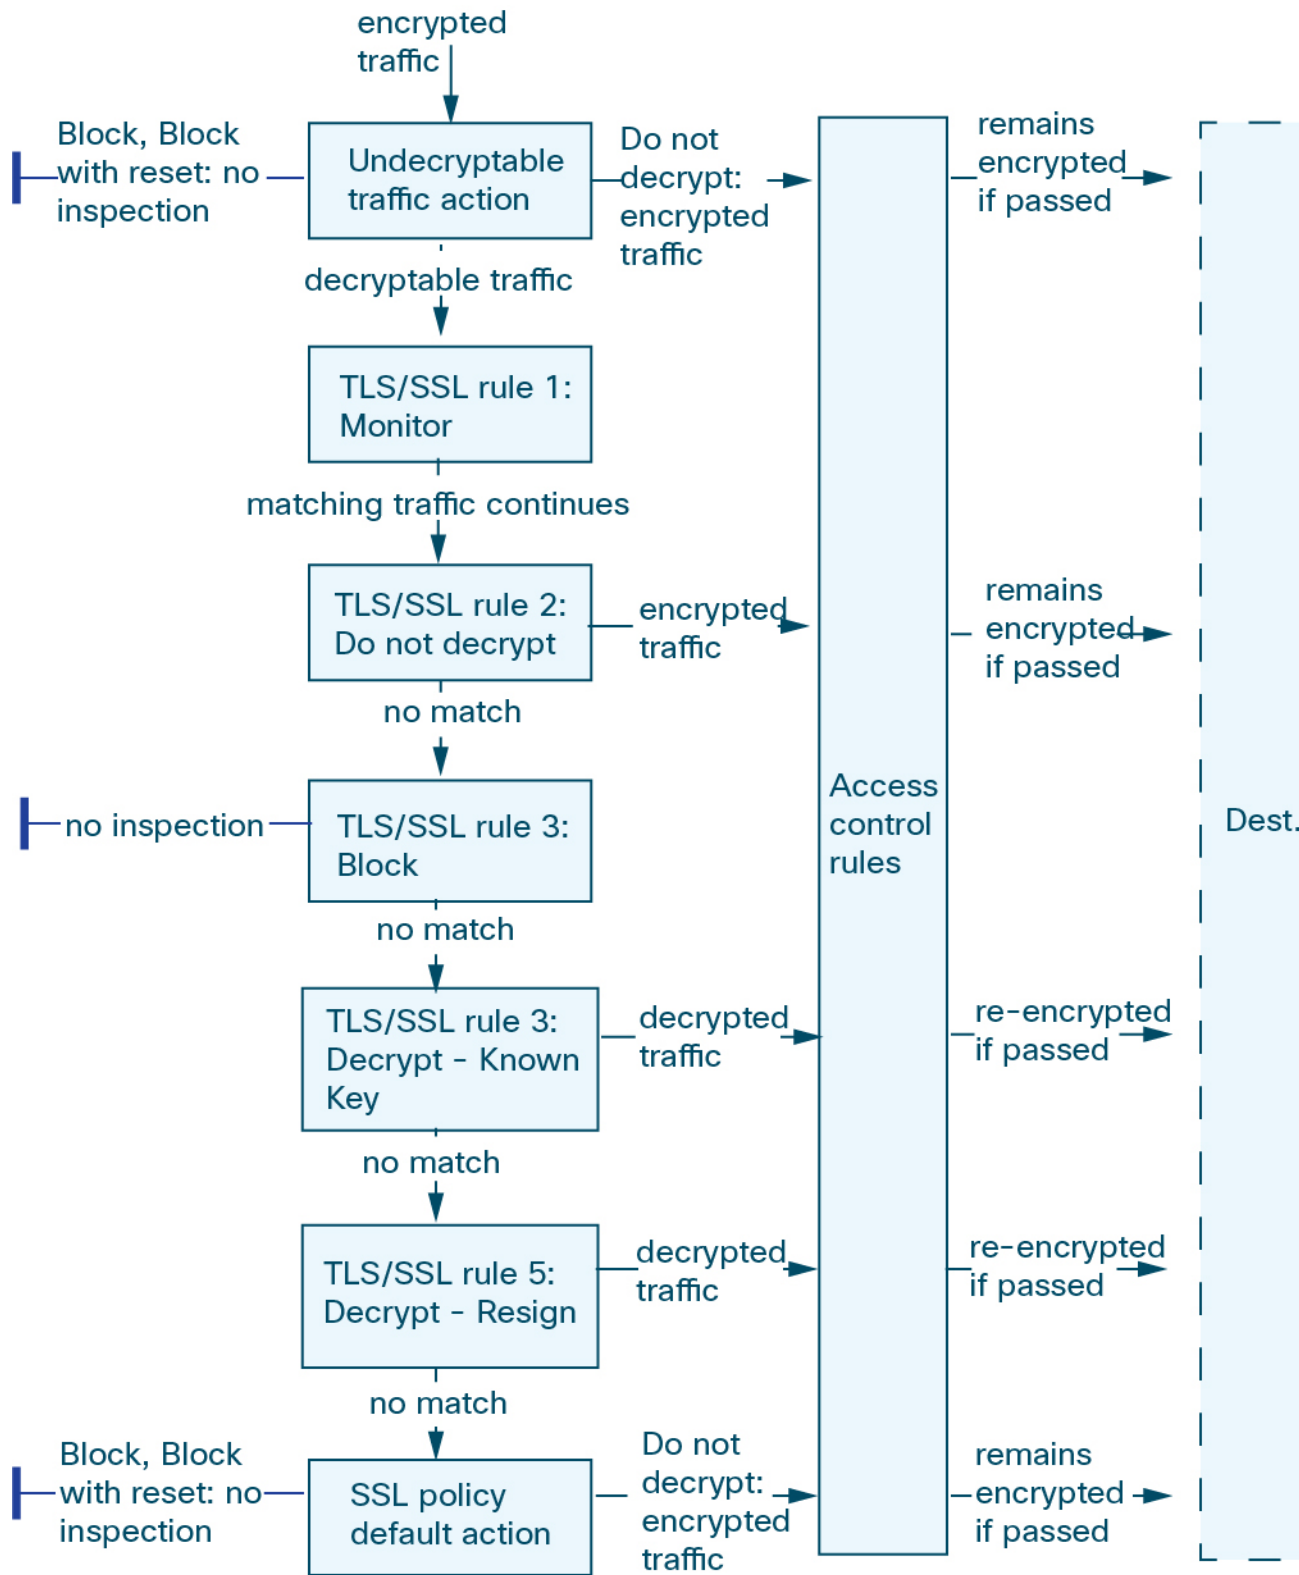 encrypted
traffic
Block, Block
with reset: no
inspection
Undecryptable
traffic action
Do not
decrypt:
encrypted
traffic
remains
encrypted
if passed
decryptable traffic
TLS/SSL rule 1:
Monitor
matching traffic continues
TLS/SSL rule 2:
Do not decrypt
encrypted
traffic
remains
encrypted
if passed
no match
no inspection
TLS/SSL rule 3:
Block
Access
control
rules
Dest.
no match
TLS/SSL rule 3:
Decrypt - Known
Key
decrypted
traffic
re-encrypted
if passed
no match
TLS/SSL rule 5:
Decrypt - Resign
decrypted
traffic
re-encrypted
if passed
no match
Block, Block
with reset: no
inspection
SSL policy
default action
Do not
decrypt:
encrypted
traffic
remains
encrypted
if passed